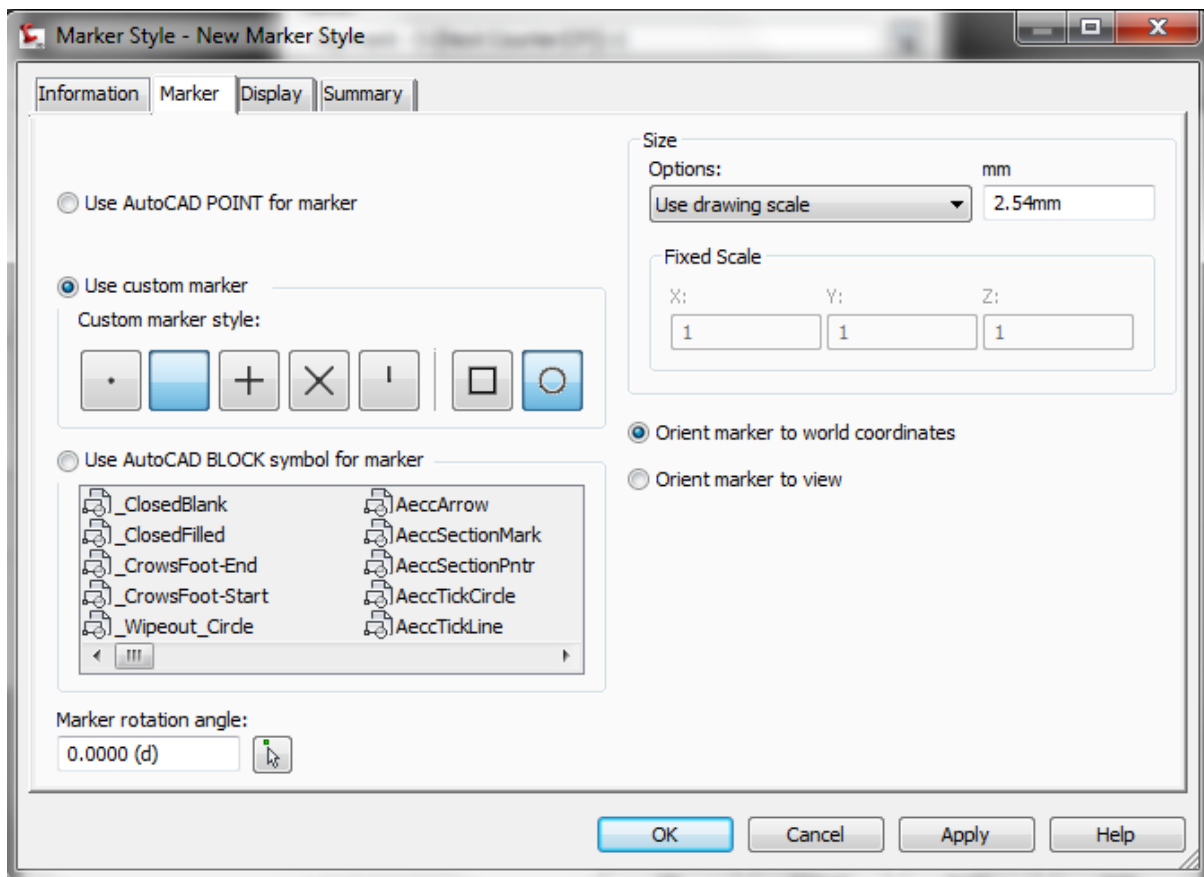 Marker Style - New Marker Style
Information
Marker
Display
Summary
Use AutoCAD POINT for marker
Use custom marker
Custom marker style:
Use AutoCAD BLOCK symbol for marker
_ClosedBlank
_ClosedFilled
_CrowsFoot-End
_CrowsFoot-Start
_Wipeout_Circle
AeccArrow
AeccSectionMark
AeccSectionPntr
AeccTickCircle
AeccTickLine
Marker rotation angle:
0.0000 (d)
Size
Options:
mm
Use drawing scale
2.54mm
Fixed Scale
X:
Y:
Z:
1
1
1
Orient marker to world coordinates
Orient marker to view
OK
Cancel
Apply
Help